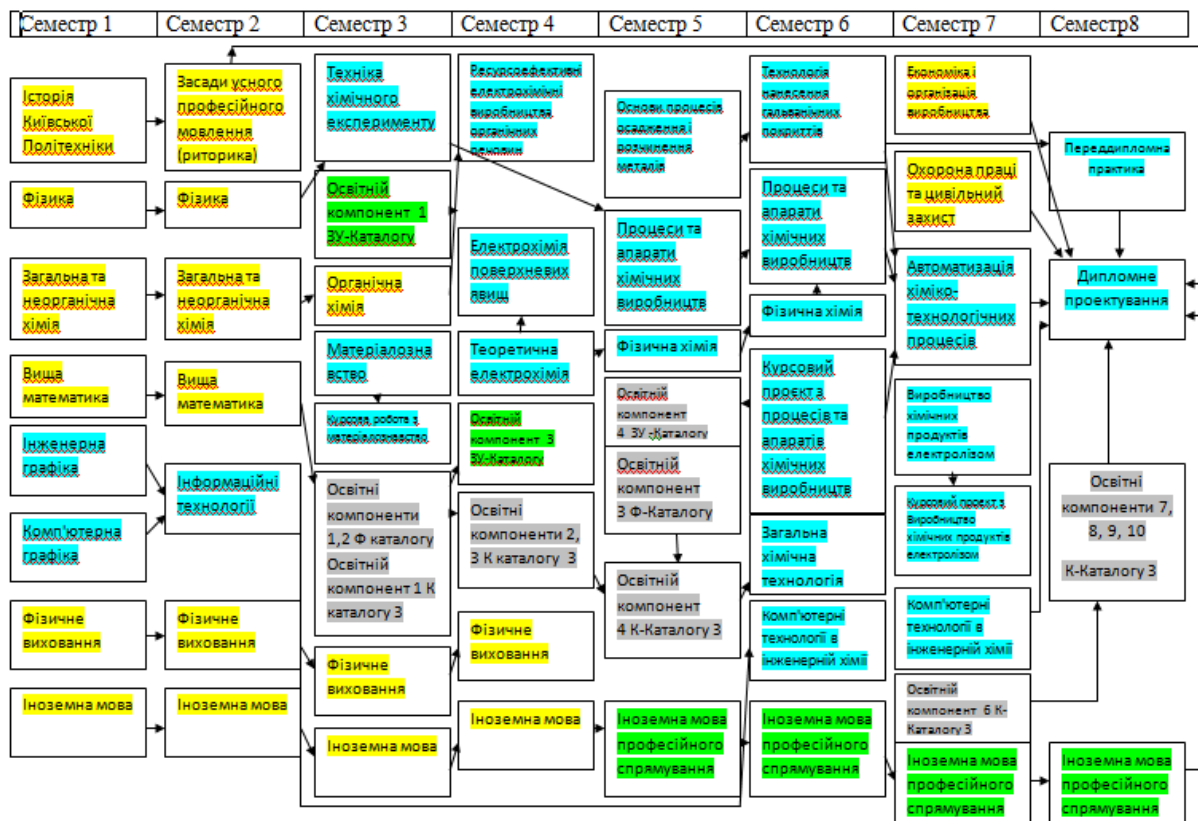 Семестр 1
Семестр 2
Семестр 3
Семестр 4
Семестр 5
Семестр 6
Семестр 7
Семестр8
Історія
Київської
Політехніки
Фізика
Загальна та
неорганічна
хімія
Вища
математика
Інженерна
графіка
Комп'ютерна
графіка
Фізичне
виховання
Іноземна мова
Засади усного
професійного
мовлення
(риторика)
Фізика
Загальна та
неорганічна
хімія
Вища
математика
Інформаційні
технології
Фізичне
виховання
Іноземна мова
Техніка
хімічного
експерименту
Освітній
компонент 1
ЗУ-Каталогу
Органічна
хімія
Матеріалозна
вство
Курсова робота з
матеріалознавство
Освітні
компоненти
1,2 Ф каталогу
Освітній
компонент 1 К
каталогу 3
Фізичне
виховання
Іноземна мова
Ресурсоефективні
електрохімічні
виробництва
органічних
речовин
Електрохімія
поверхневих
явищ
Теоретична
електрохімія
Освітній
компонент 3
ЗУ-Каталогу
Освітні
компоненти 2,
3 К каталогу 3
Фізичне
виховання
Іноземна мова
Основи процесів
осадження і
розчинення
металів
Процеси та
апарати
хімічних
виробництв
Фізична хімія
Освітній
компонент
4 ЗУ-Каталогу
Освітній
компонент
3 Ф-Каталогу
Освітній
компонент
4 К-Каталогу 3
Іноземна мова
професійного
спрямування
Технологія
нанесення
гальванічних
покриттів
Процеси та
апарати
хімічних
виробництв
Фізична хімія
Курсовий
проєкт з
процесів та
апаратів
хімічних
виробництв
Загальна
хімічна
технологія
Комп'ютерні
технології в
інженерній хімії
Іноземна мова
професійного
спрямування
Економіка і
організація
виробництва
Охорона праці
та цивільний
захист
Автоматизація
хіміко-
технологічних
процесів
Виробництво
хімічних
продуктів
електролізом
Курсовий проєкт з
Виробництво
хімічних продуктів
електролізом
Комп'ютерні
технології в
інженерній хімії
Освітній
компонент 6 К-
Каталогу 3
Іноземна мова
професійного
спрямування
Переддипломна
практика
Дипломне
проектування
Освітні
компоненти 7,
8, 9, 10
К-Каталогу 3
Іноземна мова
професійного
спрямування